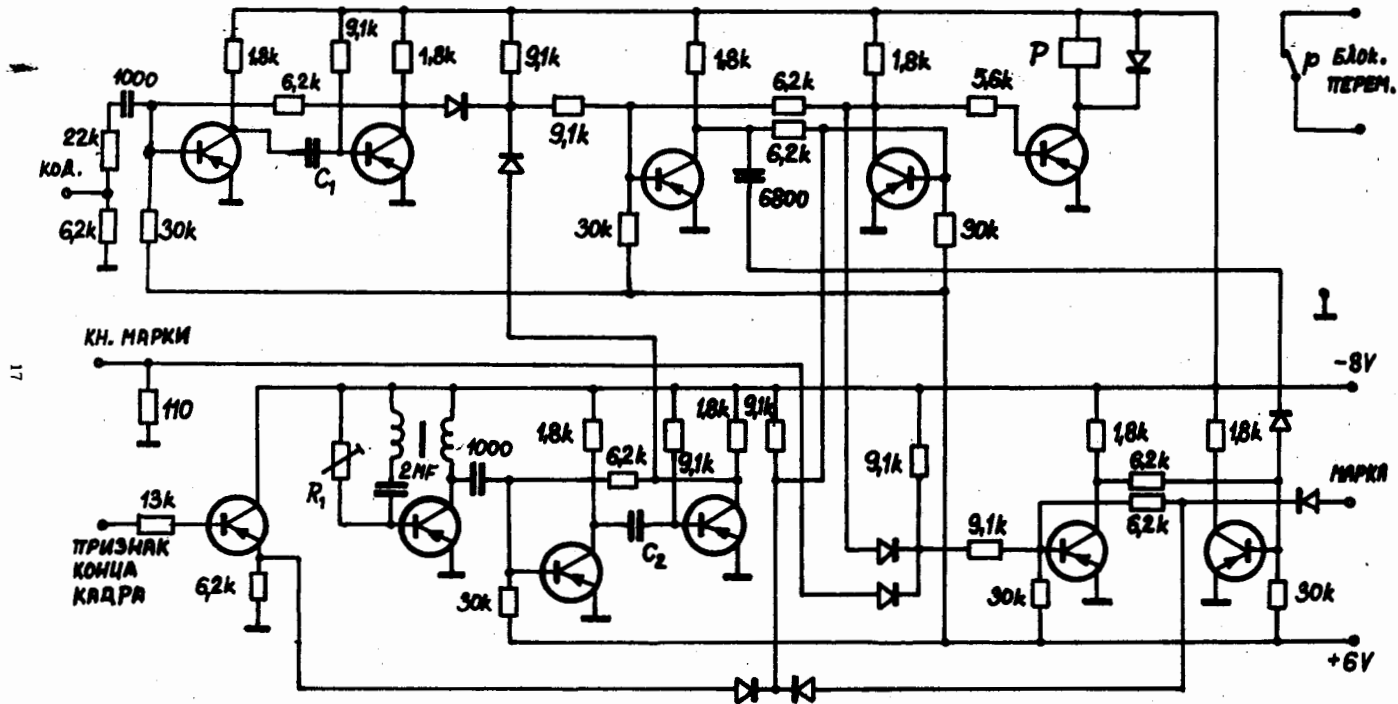 9,1k
1,8k
1,8k
9,1k
1,8k
1,8k
P
p БЛОК.
ПЕРЕМ.
1000
6,2k
6,2k
5,6k
22k
9,1k
6,2k
КОД.
C1
6800
6,2k
30k
30k
30k
КН. МАРКИ
-8V
17
110
1,8k
1,8k
9,1k
1,8k
1,8k
2MF
1000
6,2k
9,1k
9,1k
6,2k
МАРКА
R1
6,2k
13k
9,1k
C2
ПРИЗНАК
КОНЦА
КАДРА
6,2k
30k
30k
30k
+6V